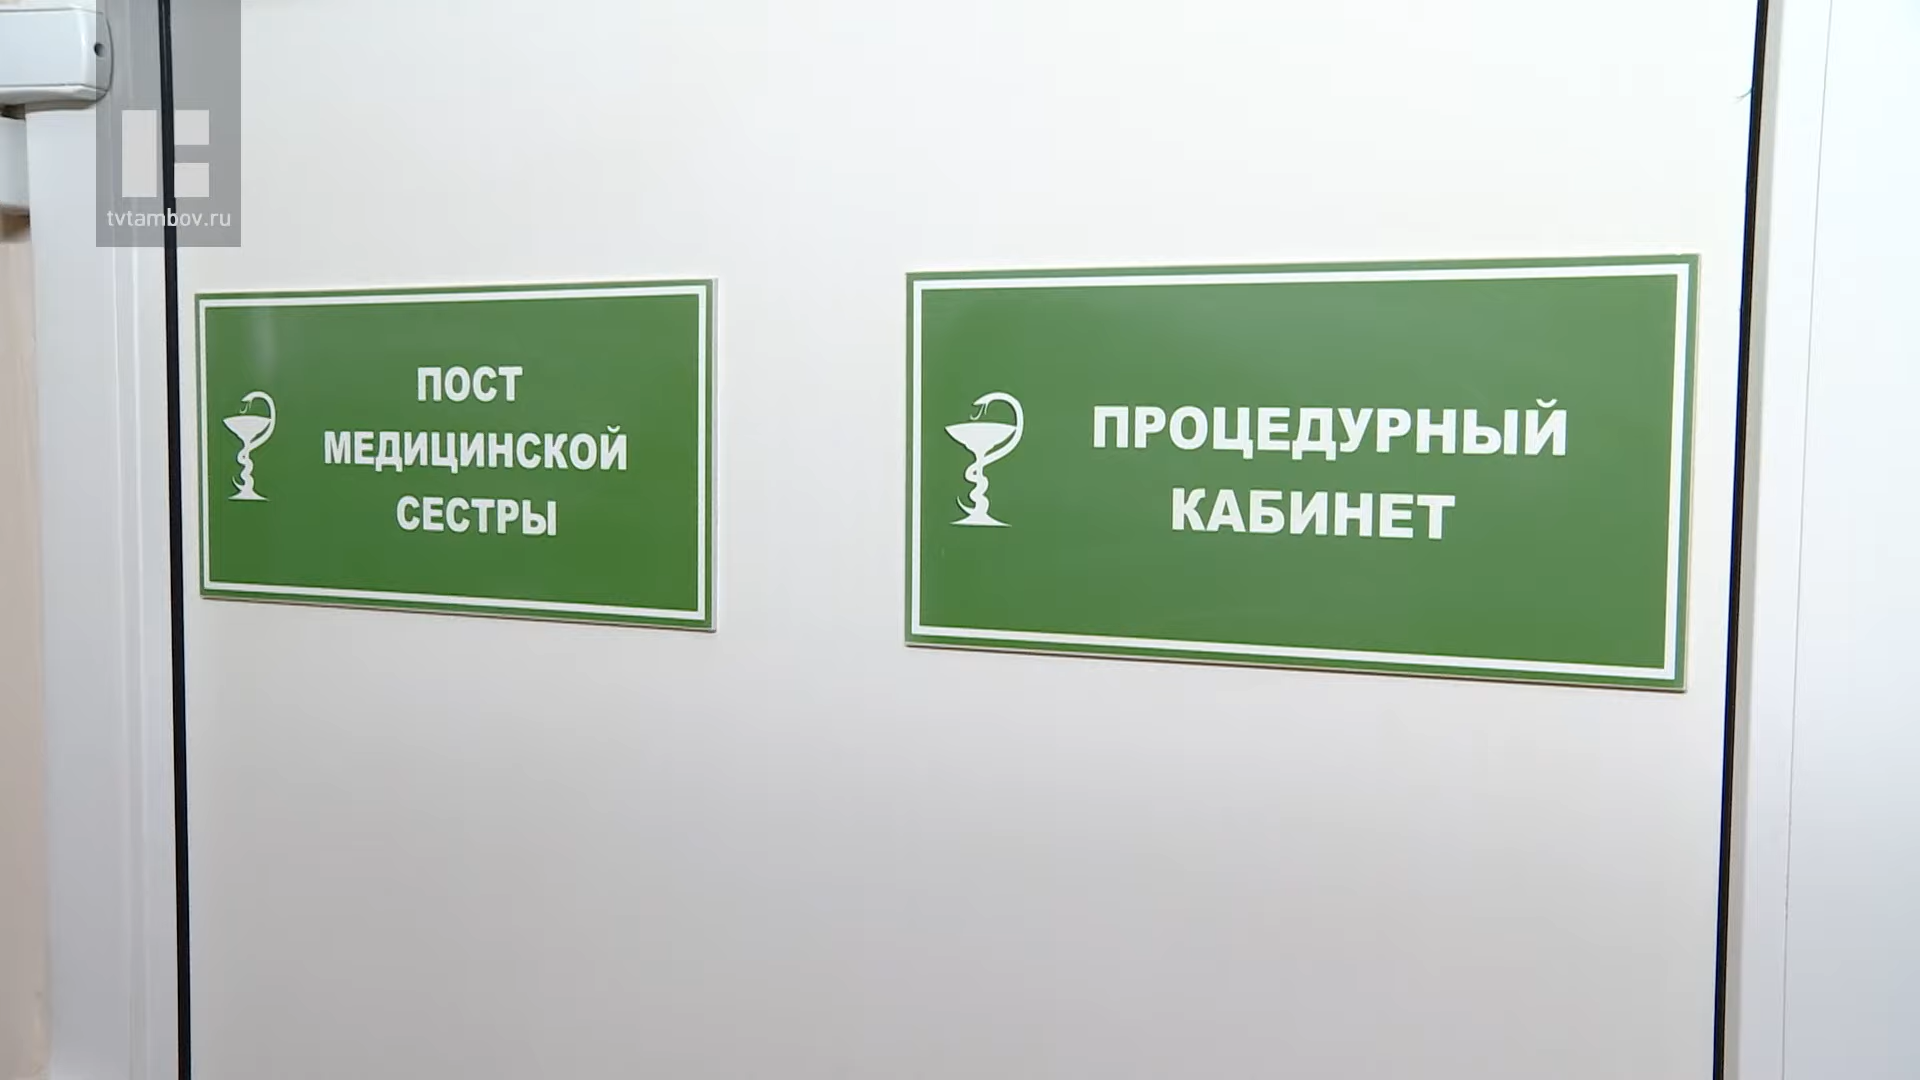 tvtambov.ru
ПОСТ
МЕДИЦИНСКОЙ
СЕСТРЫ
ПРОЦЕДУРНЫЙ
КАБИНЕТ